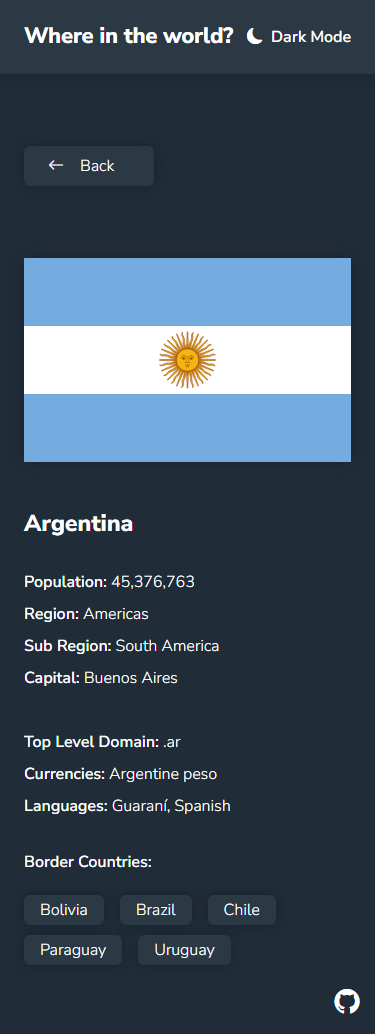 Where in the world? Dark Mode
Back
Argentina
Population: 45,376,763
Region: Americas
Sub Region: South America
Capital: Buenos Aires
Top Level Domain: .ar
Currencies: Argentine peso
Languages: Guaraní, Spanish
Border Countries:
Bolivia Brazil Chile
Paraguay Uruguay